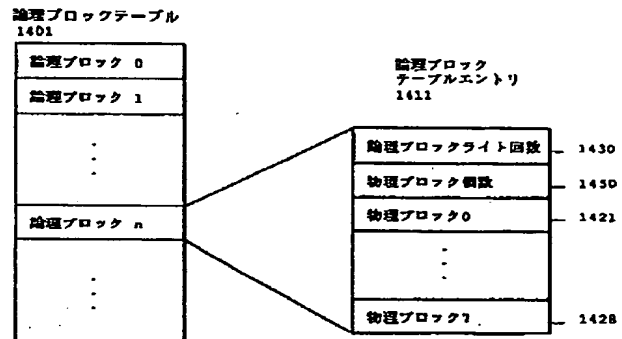 論理ブロックテーブル
1401
論理ブロック 0
論理ブロック 1
論理ブロック n
論理ブロック
テーブルエントリ
1411
論理ブロックライト回数
1430
物理ブロック個数
1450
物理ブロック0
1421
物理ブロック7
1428